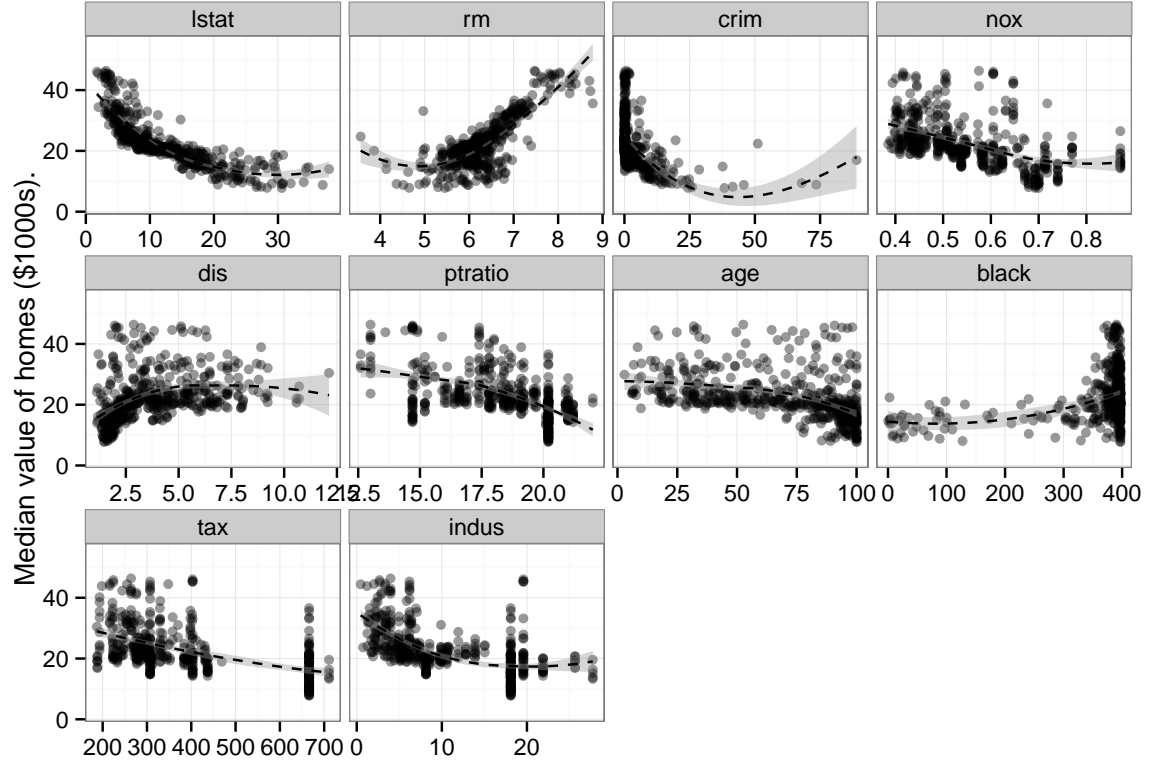 lstat rm crim nox
40
20
0
0 10 20 30 4 5 6 7 8 9 0 25 50 75 0.4 0.5 0.6 0.7 0.8
dis ptratio age black
40
20
0
2.5 5.0 7.5 10.0 12.5 12.5 15.0 17.5 20.0 0 25 50 75 100 0 100 200 300 400
tax indus
40
20
0
200 300 400 500 600 700 0 10 20
Median value of homes ($1000s).